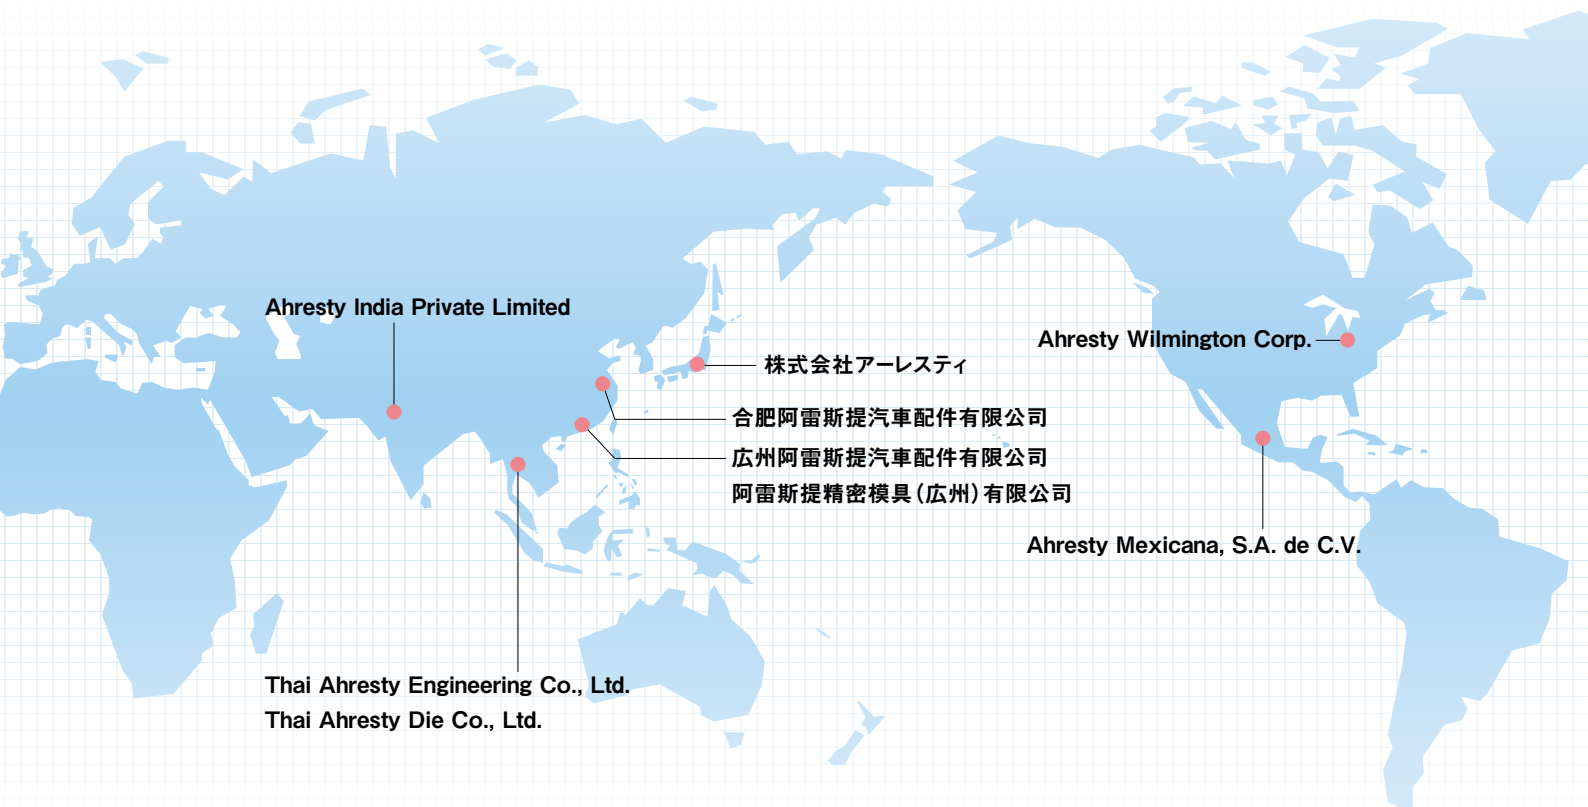 Ahresty India Private Limited
Ahresty Wilmington Corp.
株式会社アーレスティ
合肥阿雷斯提汽車配件有限公司
広州阿雷斯提汽車配件有限公司
阿雷斯提精密模具(広州)有限公司
Ahresty Mexicana, S.A. de C.V.
Thai Ahresty Engineering Co., Ltd.
Thai Ahresty Die Co., Ltd.